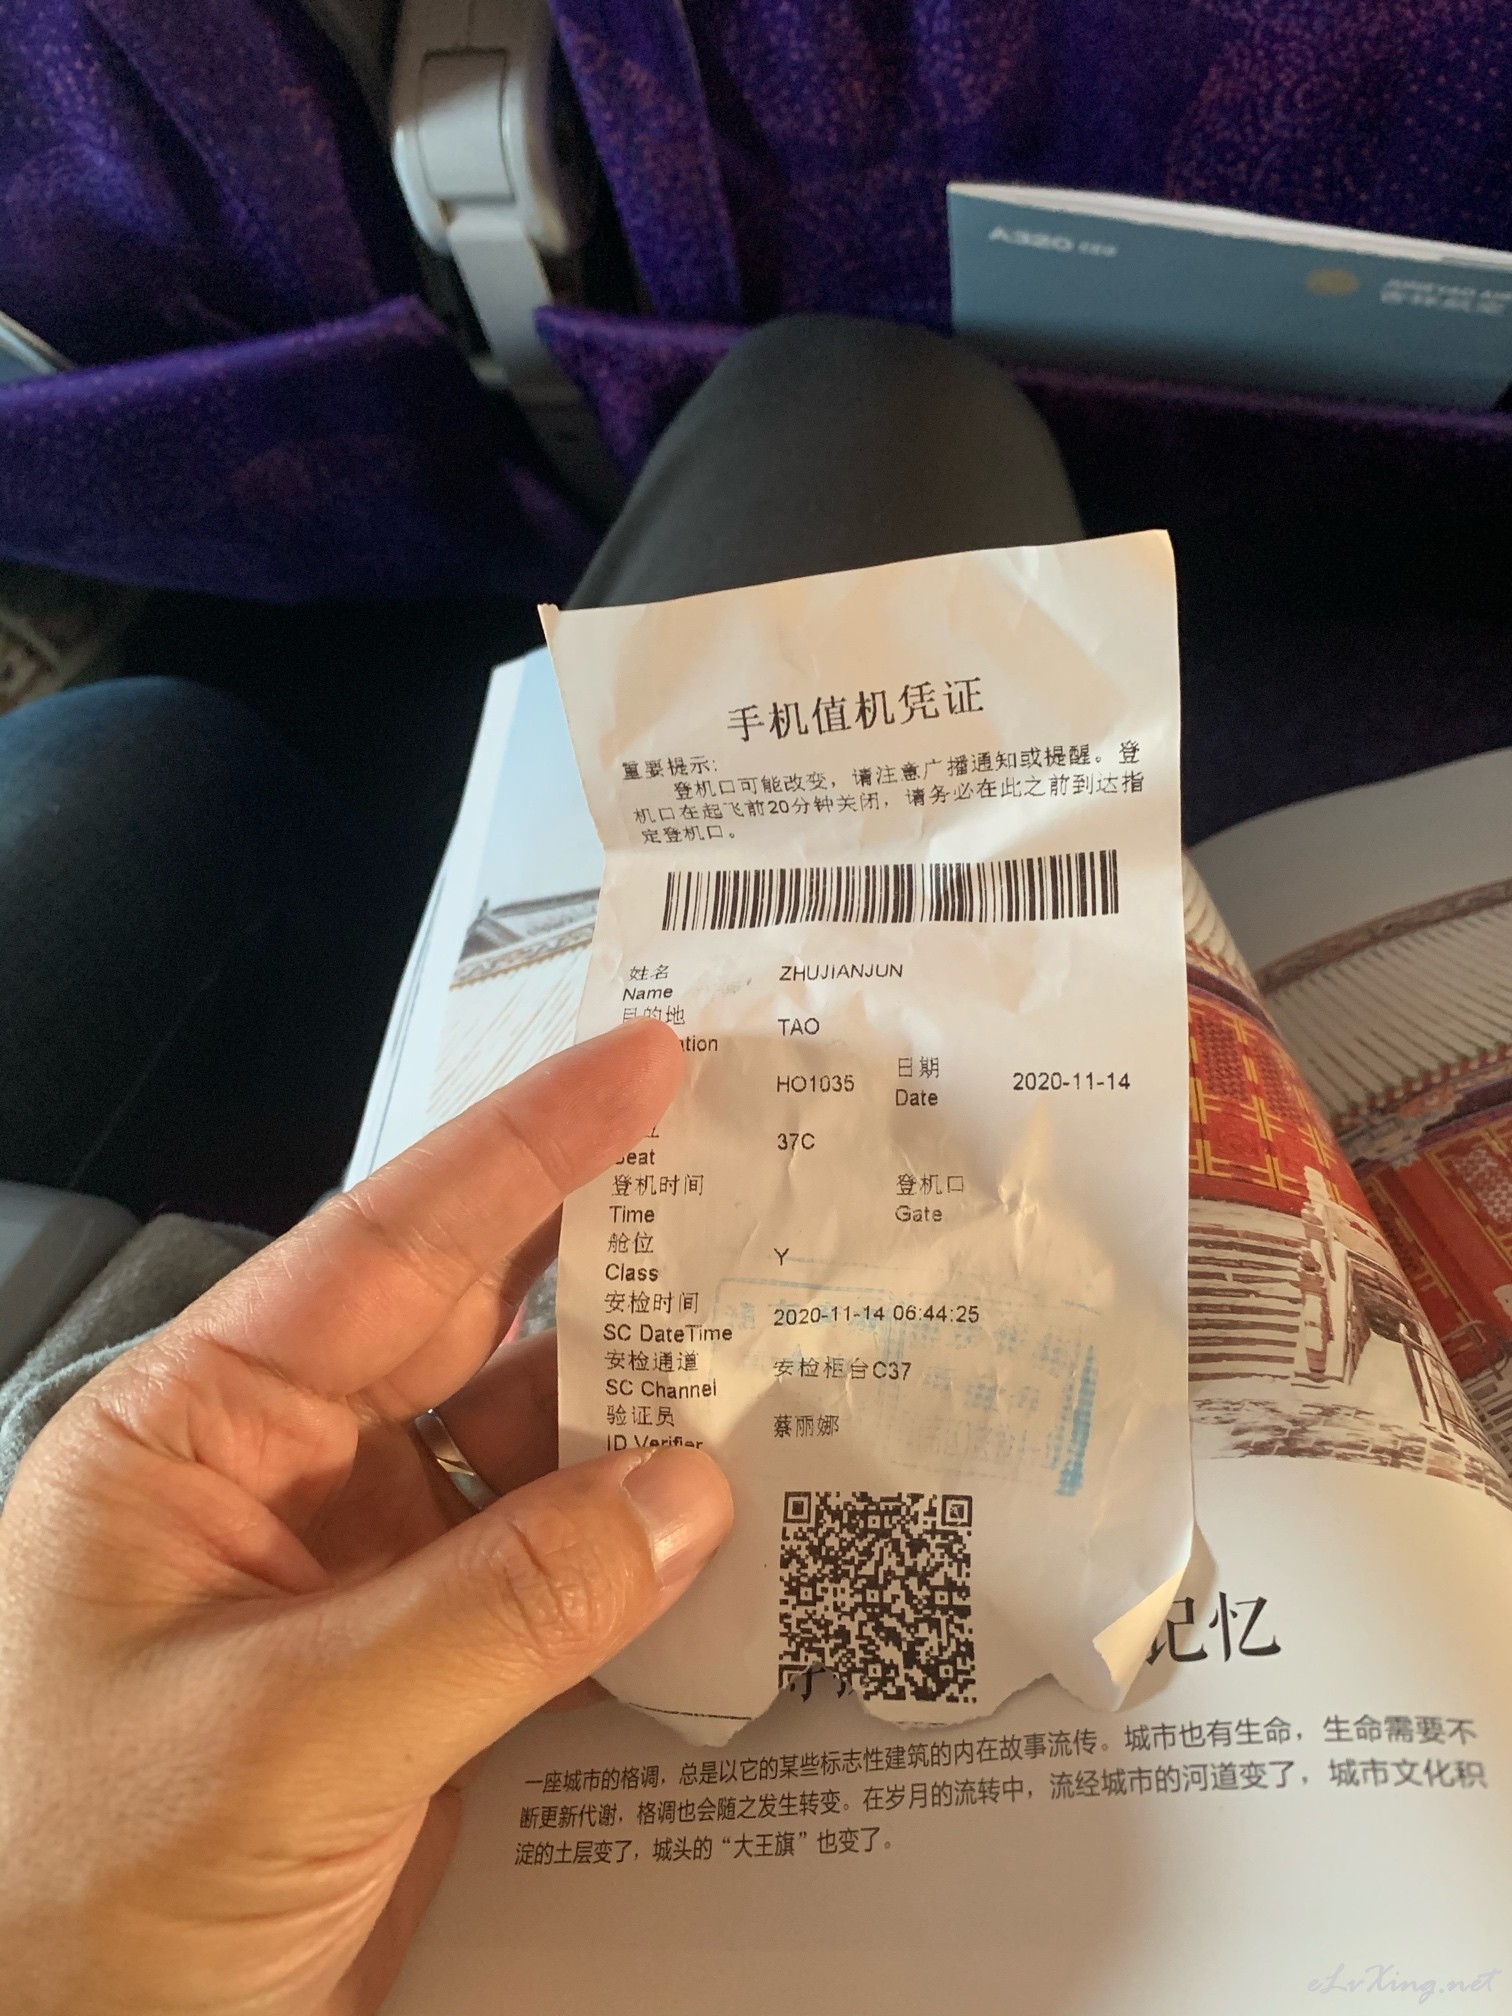 A320
手机值机凭证
重要提示:
登机口可能改变，请注意广播通知或提醒。登
机口在起飞前20分钟关闭，请务必在此之前到达指
定登机口。
姓名 ZHUJIANJUN
Name
目的地 TAO
ation
HO1035 日期 2020-11-14
Date
37C
Seat
登机时间 登机口
Time Gate
舱位 Y
Class
安检时间 2020-11-14 06:44:25
SC DateTime
安检通道 安检柜台C37
SC Channel
验证员 蔡丽娜
ID Verifier
记忆
一座城市的格调，总是以它的某些标志性建筑的内在故事流传。城市也有生命，生命需要不
断更新代谢，格调也会随之发生转变。在岁月的流转中，流经城市的河道变了，城市文化积
淀的土层变了，城头的“大王旗”也变了。
eLvXing.net